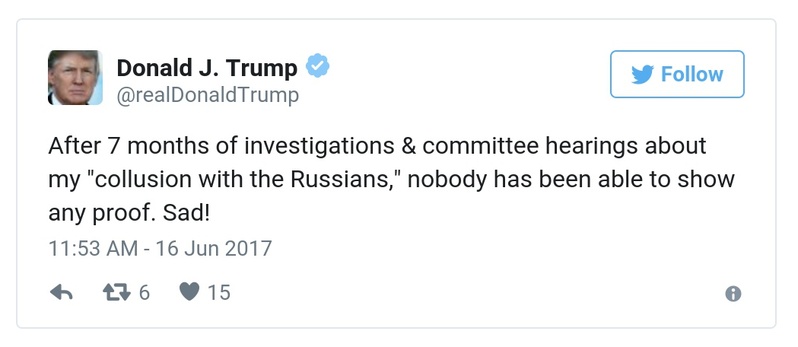 Donald J. Trump
@realDonaldTrump
Follow
After 7 months of investigations & committee hearings about
my "collusion with the Russians," nobody has been able to show
any proof. Sad!
11:53 AM - 16 Jun 2017
6 15